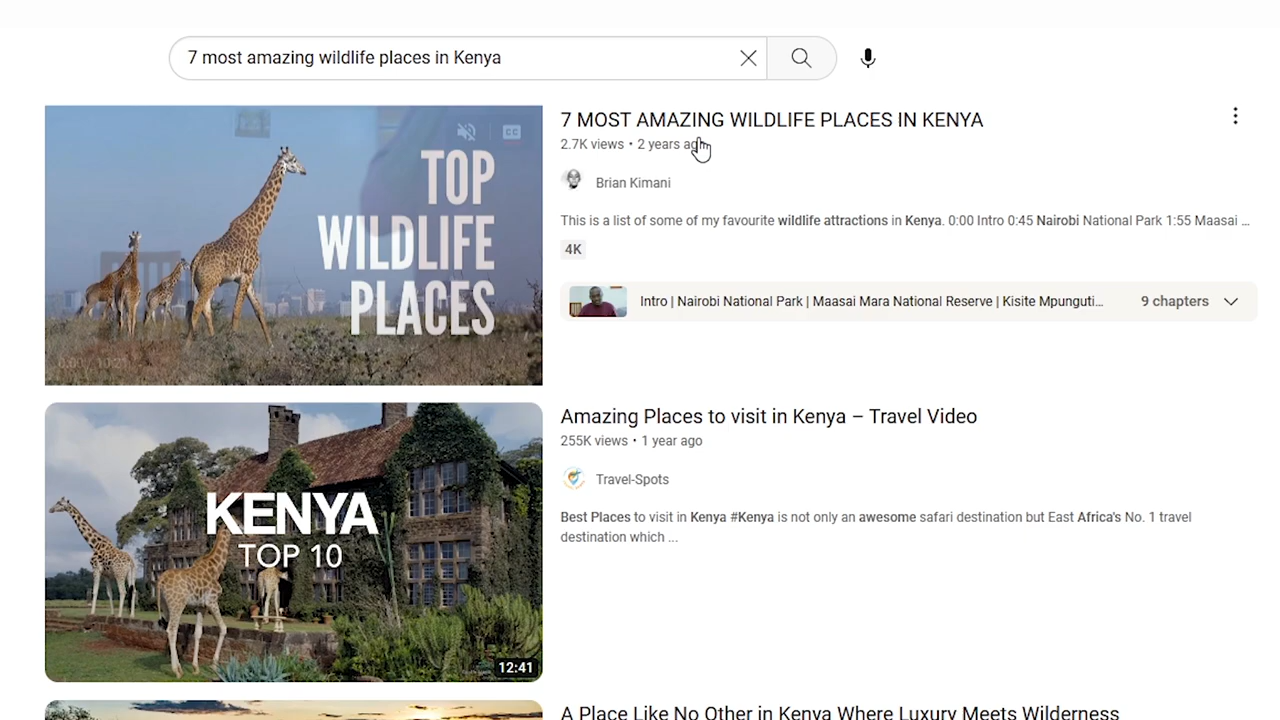 7 most amazing wildlife places in Kenya
CC
TOP
WILDLIFE
PLACES
7 MOST AMAZING WILDLIFE PLACES IN KENYA
2.7K views • 2 years ago
Brian Kimani
This is a list of some of my favourite wildlife attractions in Kenya. 0:00 Intro 0:45 Nairobi National Park 1:55 Maasai ...
4K
Intro | Nairobi National Park | Maasai Mara National Reserve | Kisite Mpunguti...
9 chapters
KENYA
TOP 10
12:41
Amazing Places to visit in Kenya – Travel Video
255K views • 1 year ago
Travel-Spots
Best Places to visit in Kenya #Kenya is not only an awesome safari destination but East Africa's No. 1 travel
destination which ...
A Place Like No Other in Kenya Where Luxury Meets Wilderness